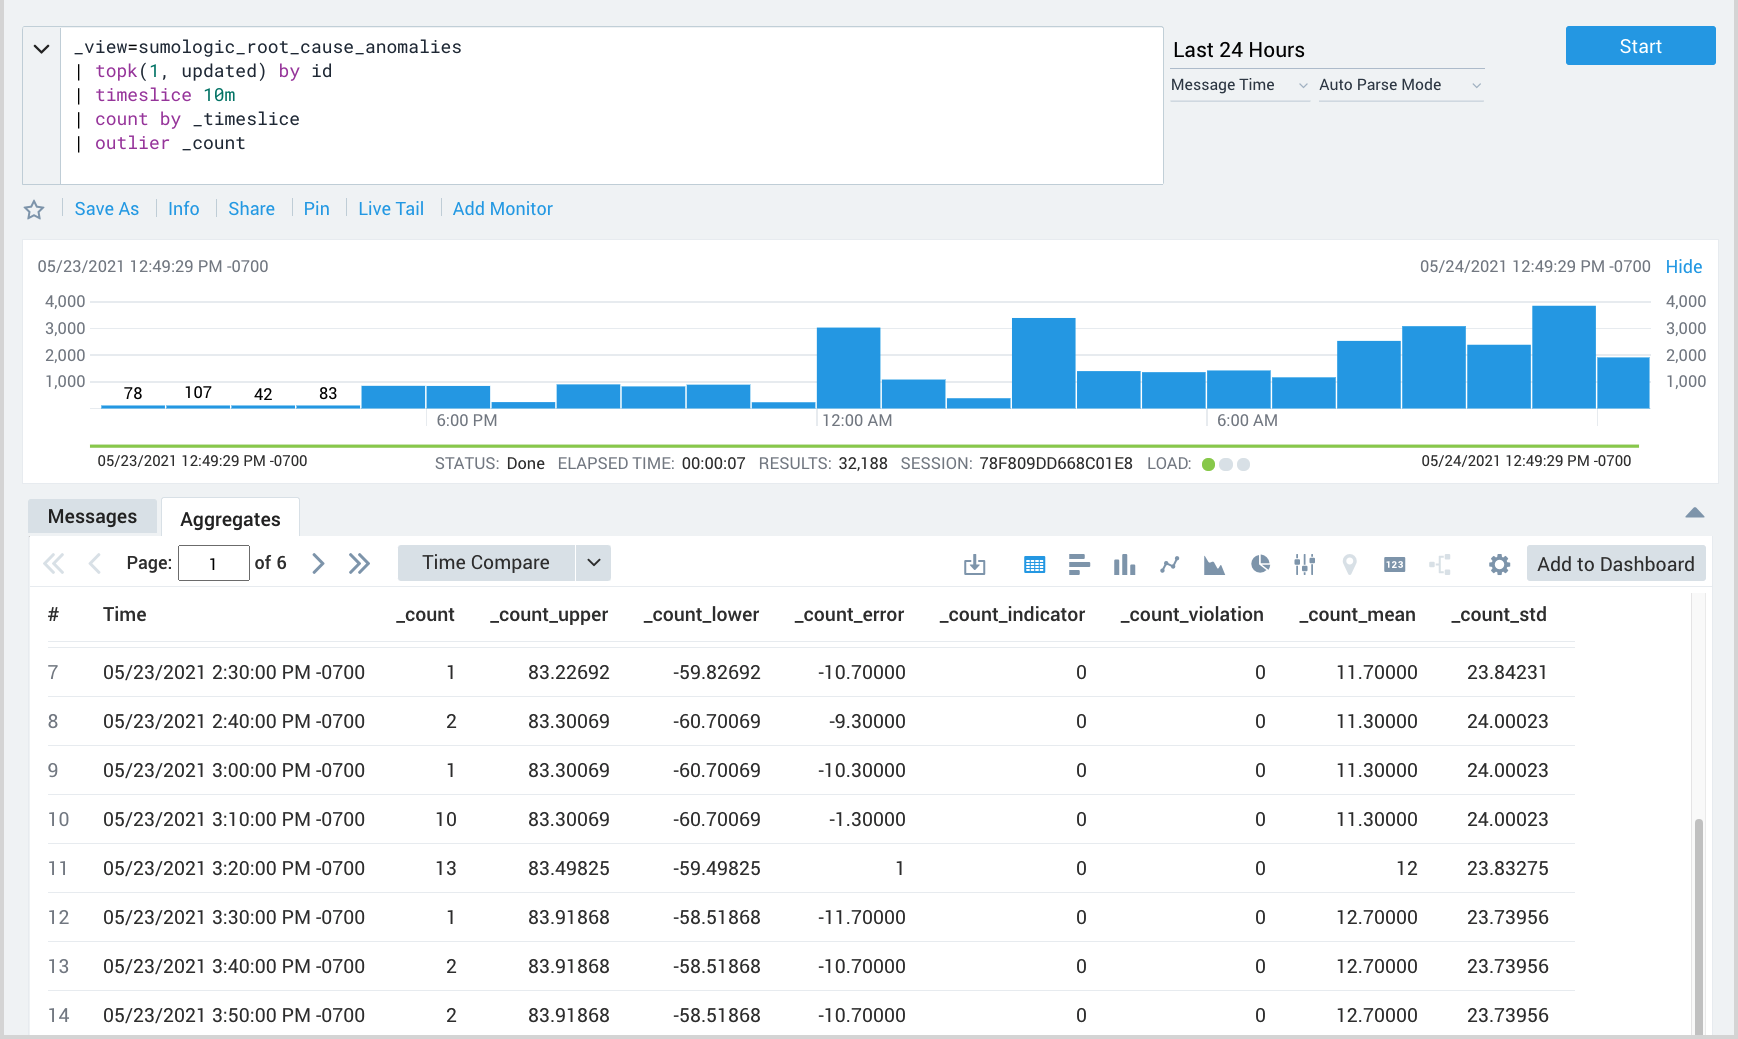 _view=sumologic_root_cause_anomalies
| topk(1, updated) by id
| timeslice 10m
| count by _timeslice
| outlier _count
Last 24 Hours
Message Time Auto Parse Mode
Start
Save As Info Share Pin Live Tail Add Monitor
05/23/2021 12:49:29 PM -0700 05/24/2021 12:49:29 PM -0700 Hide
4,000 4,000
3,000 3,000
2,000 2,000
1,000 78 107 42 83 1,000
6:00 PM 12:00 AM 6:00 AM
05/23/2021 12:49:29 PM -0700 STATUS: Done ELAPSED TIME: 00:00:07 RESULTS: 32,188 SESSION: 78F809DD668C01E8 LOAD: 05/24/2021 12:49:29 PM -0700
Messages Aggregates
Page: 1 of 6 Time Compare 123 Add to Dashboard
# Time _count _count_upper _count_lower _count_error _count_indicator _count_violation _count_mean _count_std
7 05/23/2021 2:30:00 PM -0700 1 83.22692 -59.82692 -10.70000 0 0 11.70000 23.84231
8 05/23/2021 2:40:00 PM -0700 2 83.30069 -60.70069 -9.30000 0 0 11.30000 24.00023
9 05/23/2021 3:00:00 PM -0700 1 83.30069 -60.70069 -10.30000 0 0 11.30000 24.00023
10 05/23/2021 3:10:00 PM -0700 10 83.30069 -60.70069 -1.30000 0 0 11.30000 24.00023
11 05/23/2021 3:20:00 PM -0700 13 83.49825 -59.49825 1 0 0 12 23.83275
12 05/23/2021 3:30:00 PM -0700 1 83.91868 -58.51868 -11.70000 0 0 12.70000 23.73956
13 05/23/2021 3:40:00 PM -0700 2 83.91868 -58.51868 -10.70000 0 0 12.70000 23.73956
14 05/23/2021 3:50:00 PM -0700 2 83.91868 -58.51868 -10.70000 0 0 12.70000 23.73956